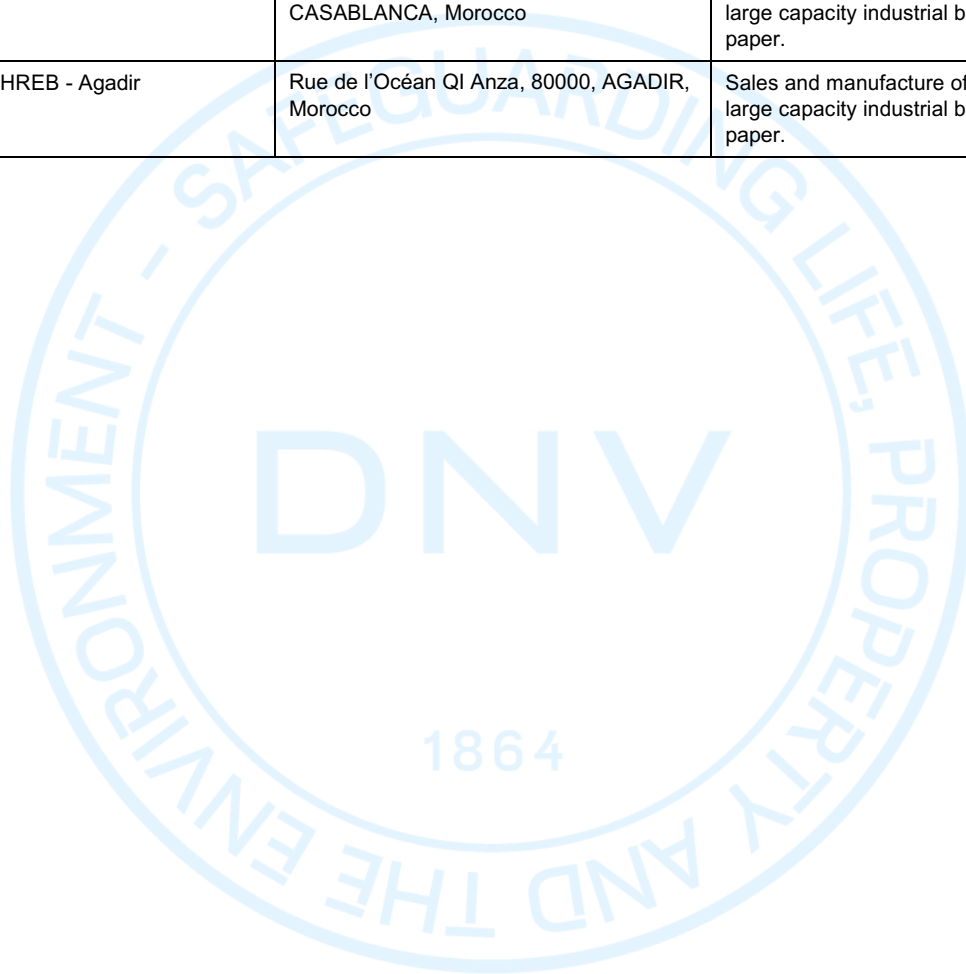 CASABLANCA, Morocco
large capacity industrial b
paper.
HREB - Agadir
Rue de l’Océan QI Anza, 80000, AGADIR,
Morocco
Sales and manufacture of
large capacity industrial b
paper.
SAFEGUARDING LIFE, PROPERTY AND THE ENVIRONMENT -
DNV
1864